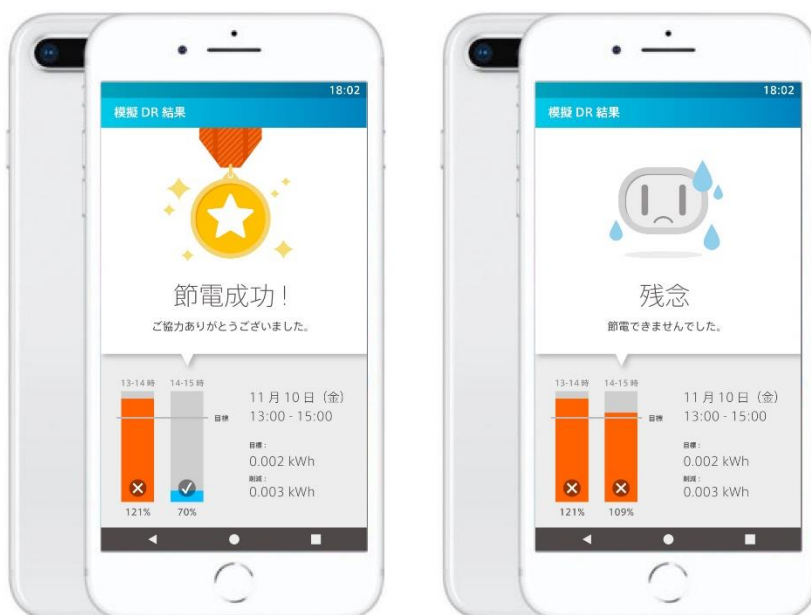 18:02
模擬 DR 結果
節電成功！
ご協力ありがとうございました。
13-14 時 14-15 時
11 月 10 日（金）
13:00 - 15:00
目標
目標：
0.002 kWh
削減：
0.003 kWh
121% 70%
18:02
模擬 DR 結果
残念
節電できませんでした。
13-14 時 14-15 時
11 月 10 日（金）
13:00 - 15:00
目標
目標：
0.002 kWh
削減：
0.003 kWh
121% 109%